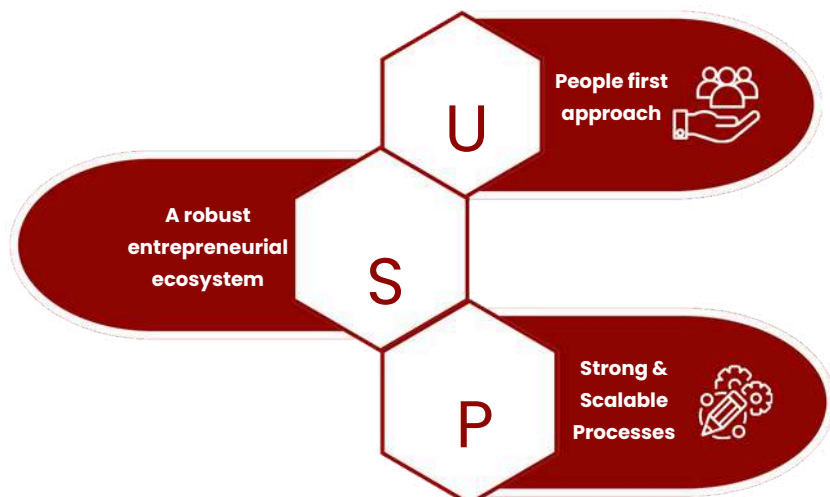 U
People first
approach
A robust
entrepreneurial
ecosystem
S
P
Strong &
Scalable
Processes